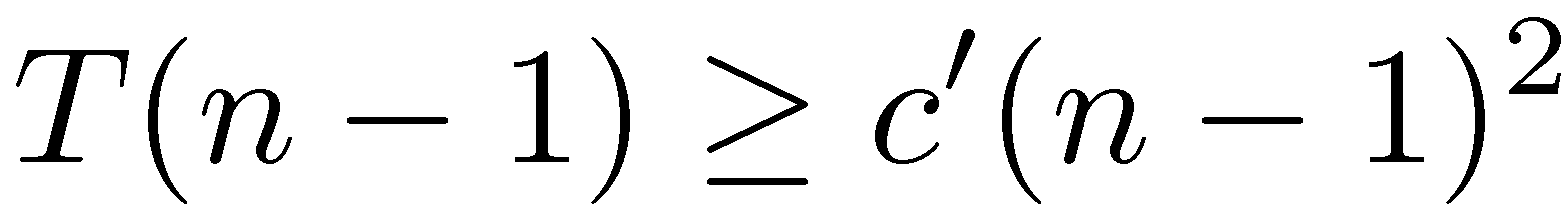 T(n − 1) ≥ c′(n − 1)²